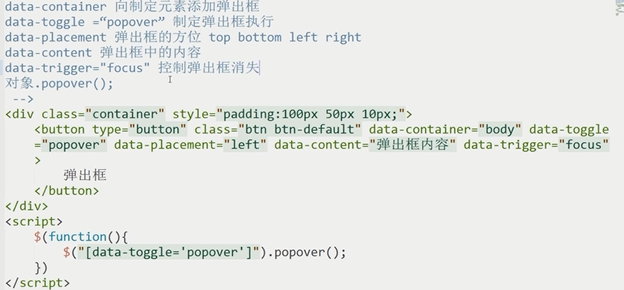 data-container 向制定元素添加弹出框
data-toggle =“popover” 制定弹出框执行
data-placement 弹出框的方位 top bottom left right
data-content 弹出框中的内容
data-trigger="focus" 控制弹出框消失
对象.popover();
-->
<div class="container" style="padding:100px 50px 10px;">
<button type="button" class="btn btn-default" data-container="body" data-toggle
="popover" data-placement="left" data-content="弹出框内容" data-trigger="focus"
>
弹出框
</button>
</div>
<script>
$(function(){
$("[data-toggle='popover']").popover();
})
</script>